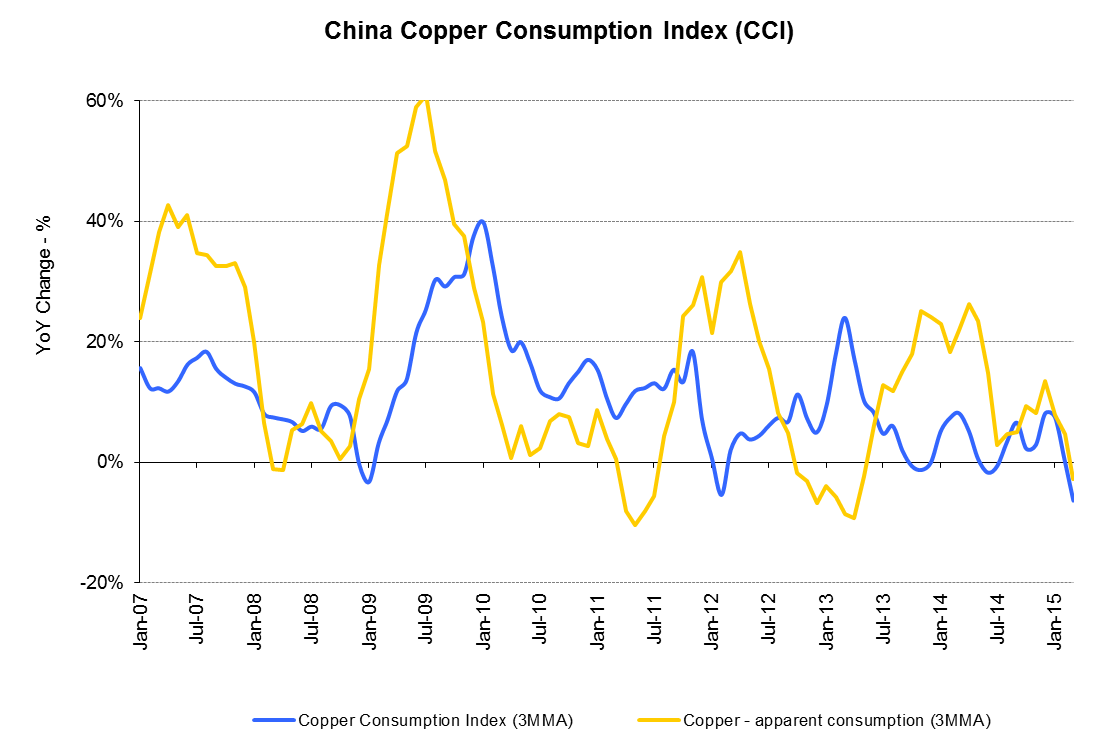 China Copper Consumption Index (CCI)
YoY Change - %
60%
40%
20%
0%
-20%
Jan-07
Jul-07
Jan-08
Jul-08
Jan-09
Jul-09
Jan-10
Jul-10
Jan-11
Jul-11
Jan-12
Jul-12
Jan-13
Jul-13
Jan-14
Jul-14
Jan-15
Copper Consumption Index (3MMA)
Copper - apparent consumption (3MMA)